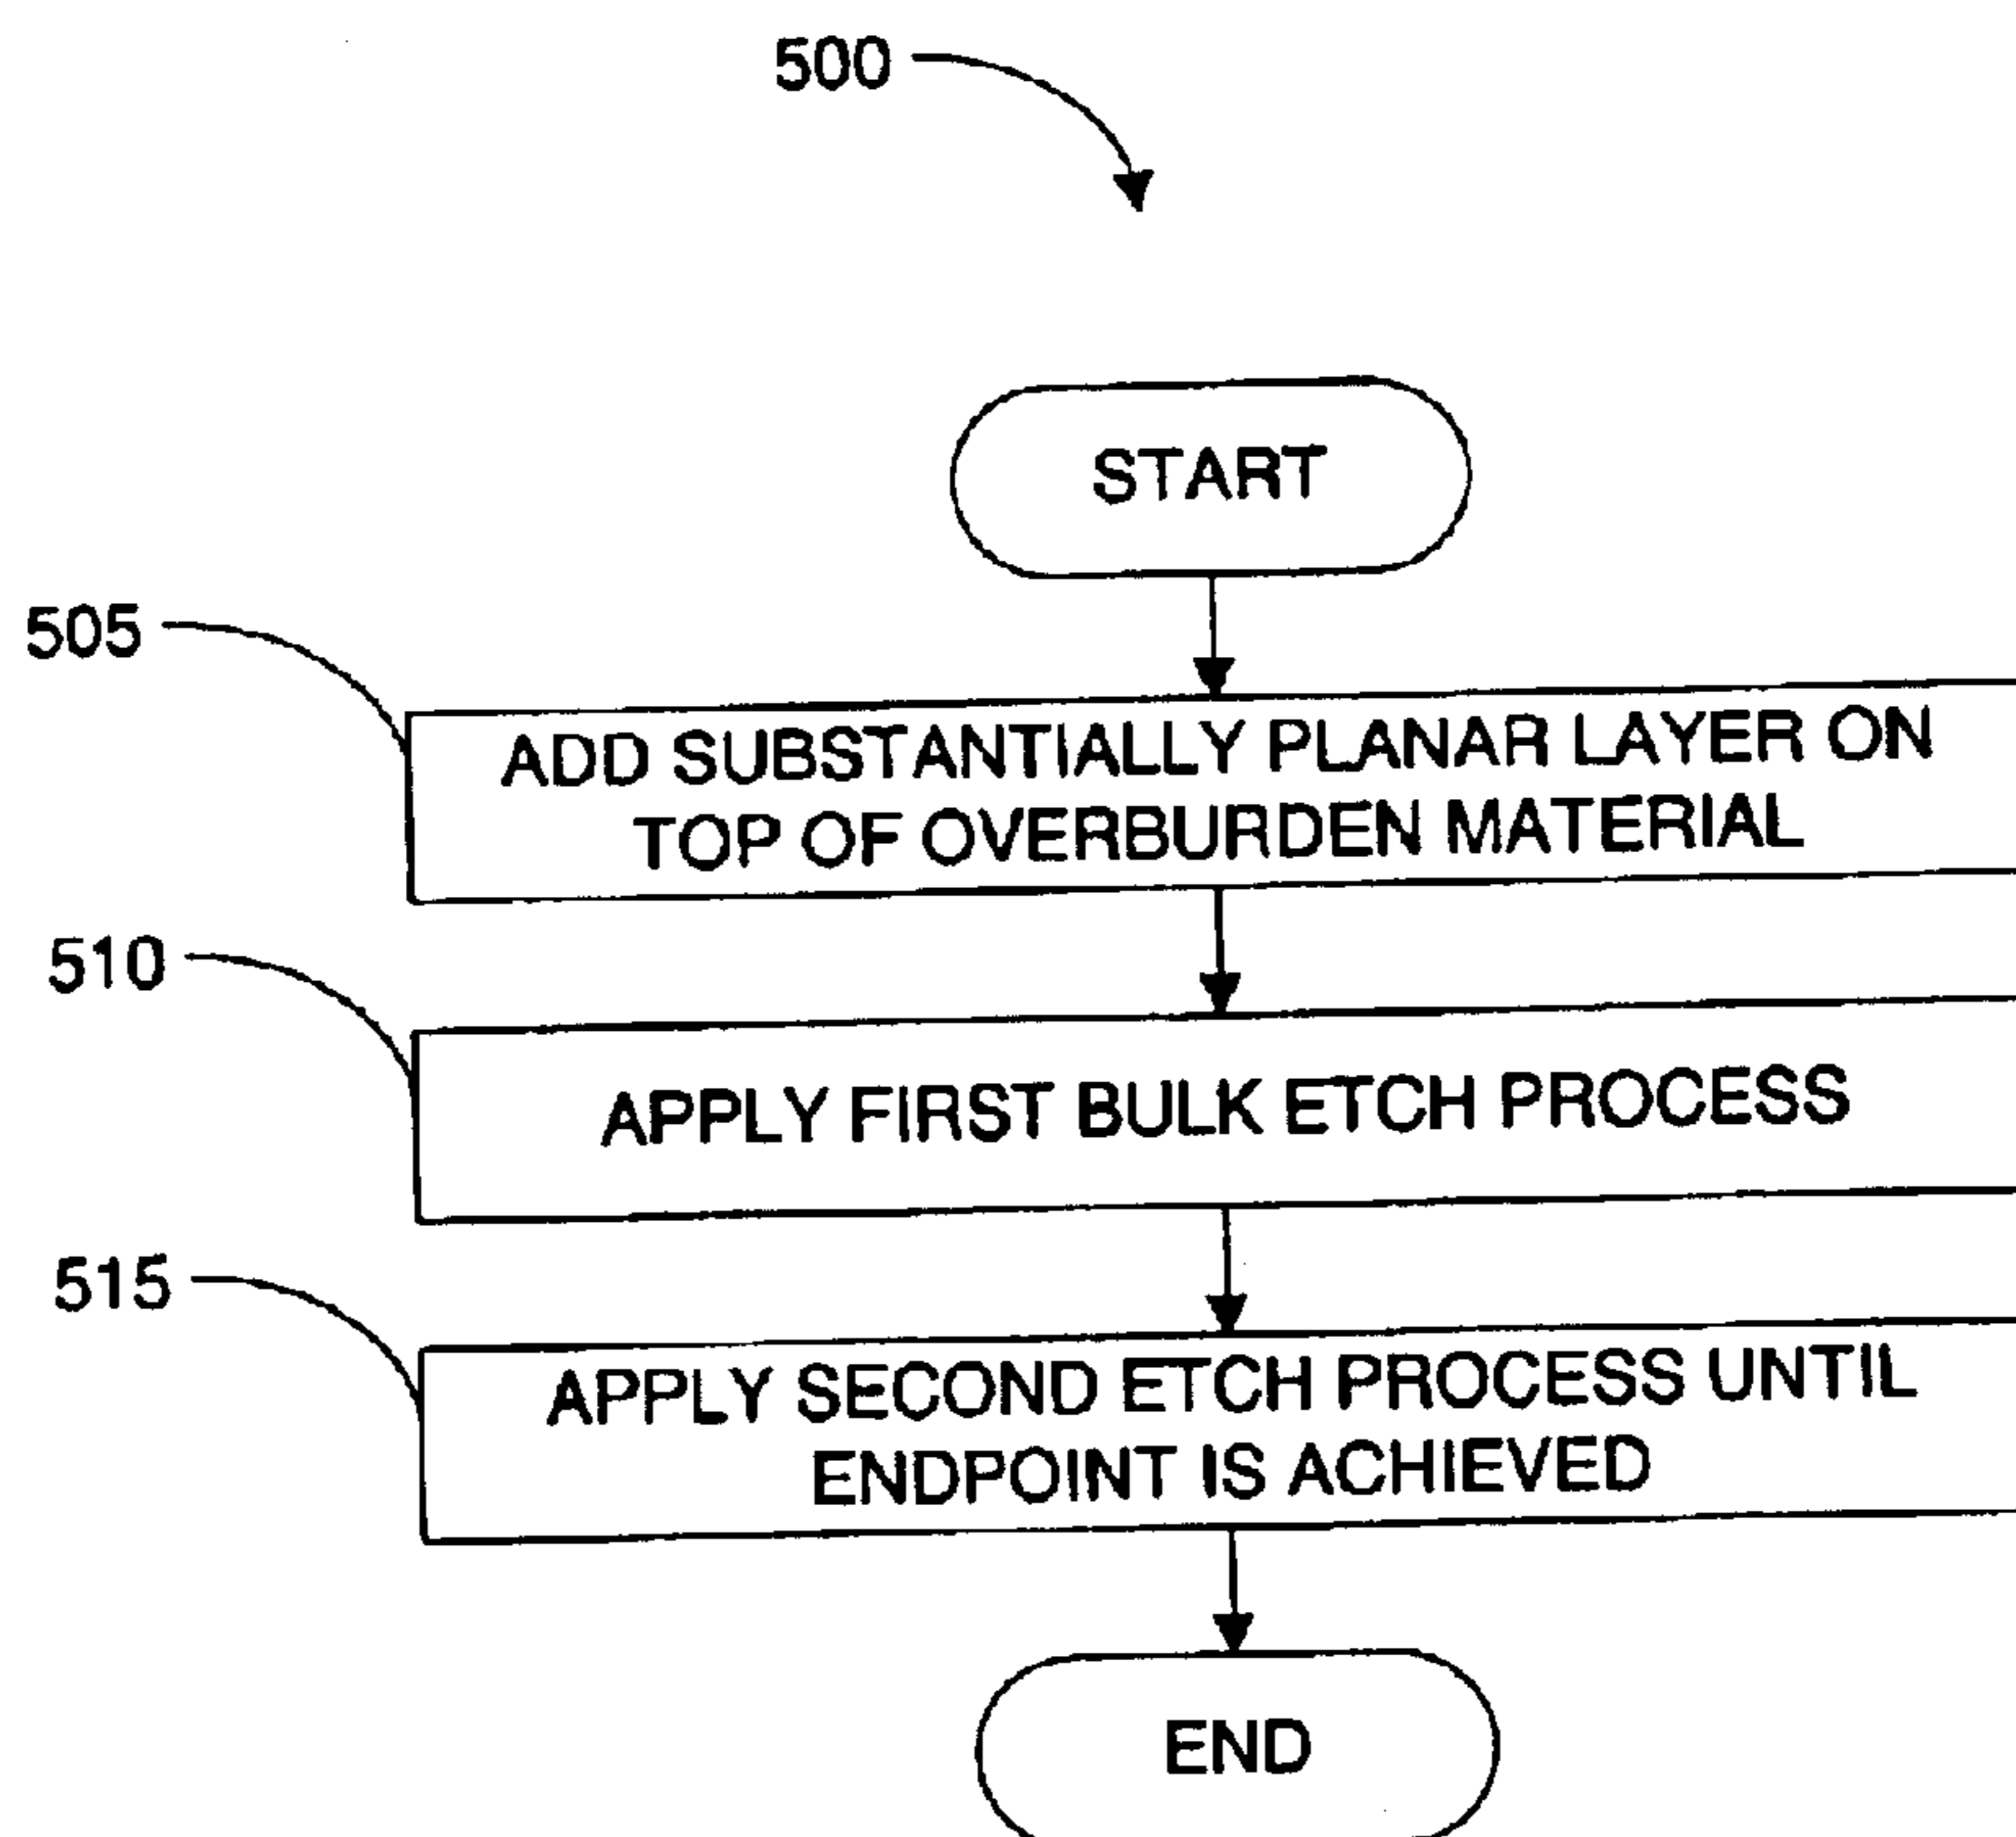 500
START
505
ADD SUBSTANTIALLY PLANAR LAYER ON
TOP OF OVERBURDEN MATERIAL
510
APPLY FIRST BULK ETCH PROCESS
515
APPLY SECOND ETCH PROCESS UNTIL
ENDPOINT IS ACHIEVED
END